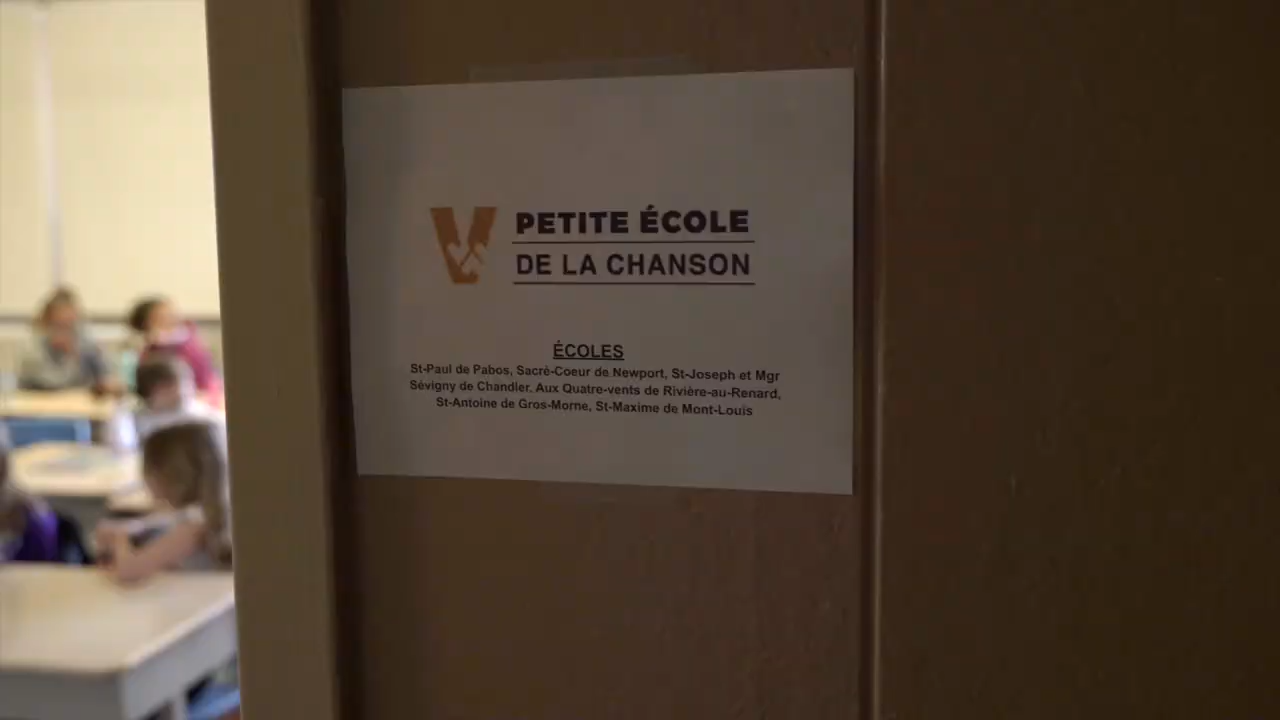 PETITE ÉCOLE
DE LA CHANSON
ÉCOLES
St-Paul de Pabos, Sacré-Coeur de Newport, St-Joseph et Mgr
Sévigny de Chandler. Aux Quatre-vents de Rivière-au-Renard,
St-Antoine de Gros-Morne, St-Maxime de Mont-Louis